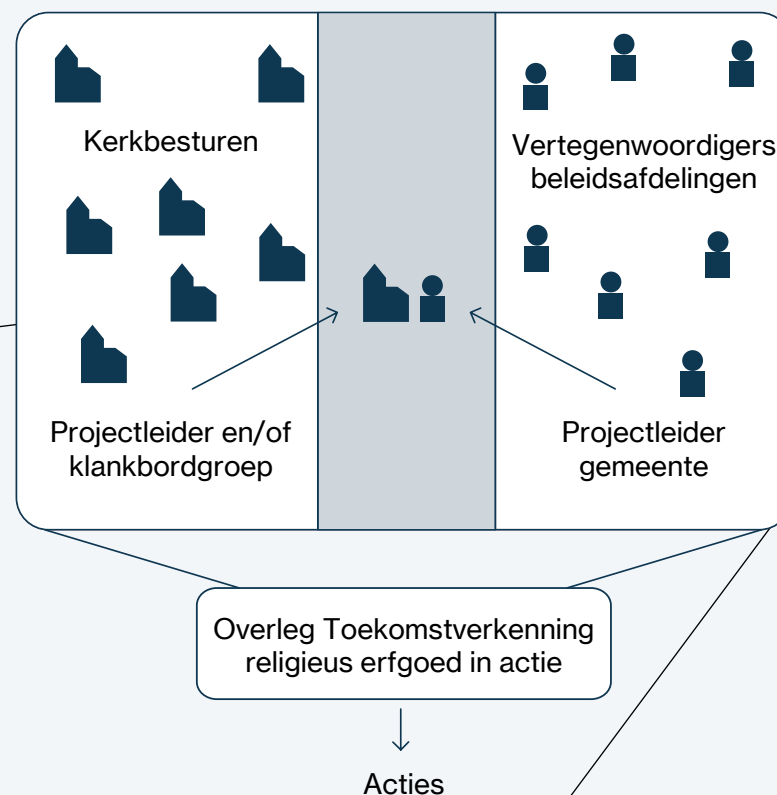 Kerkbesturen
Vertegenwoordigers
beleidsafdelingen
Projectleider en/of
klankbordgroep
Projectleider
gemeente
Overleg Toekomstverkenning
religieus erfgoed in actie
Acties